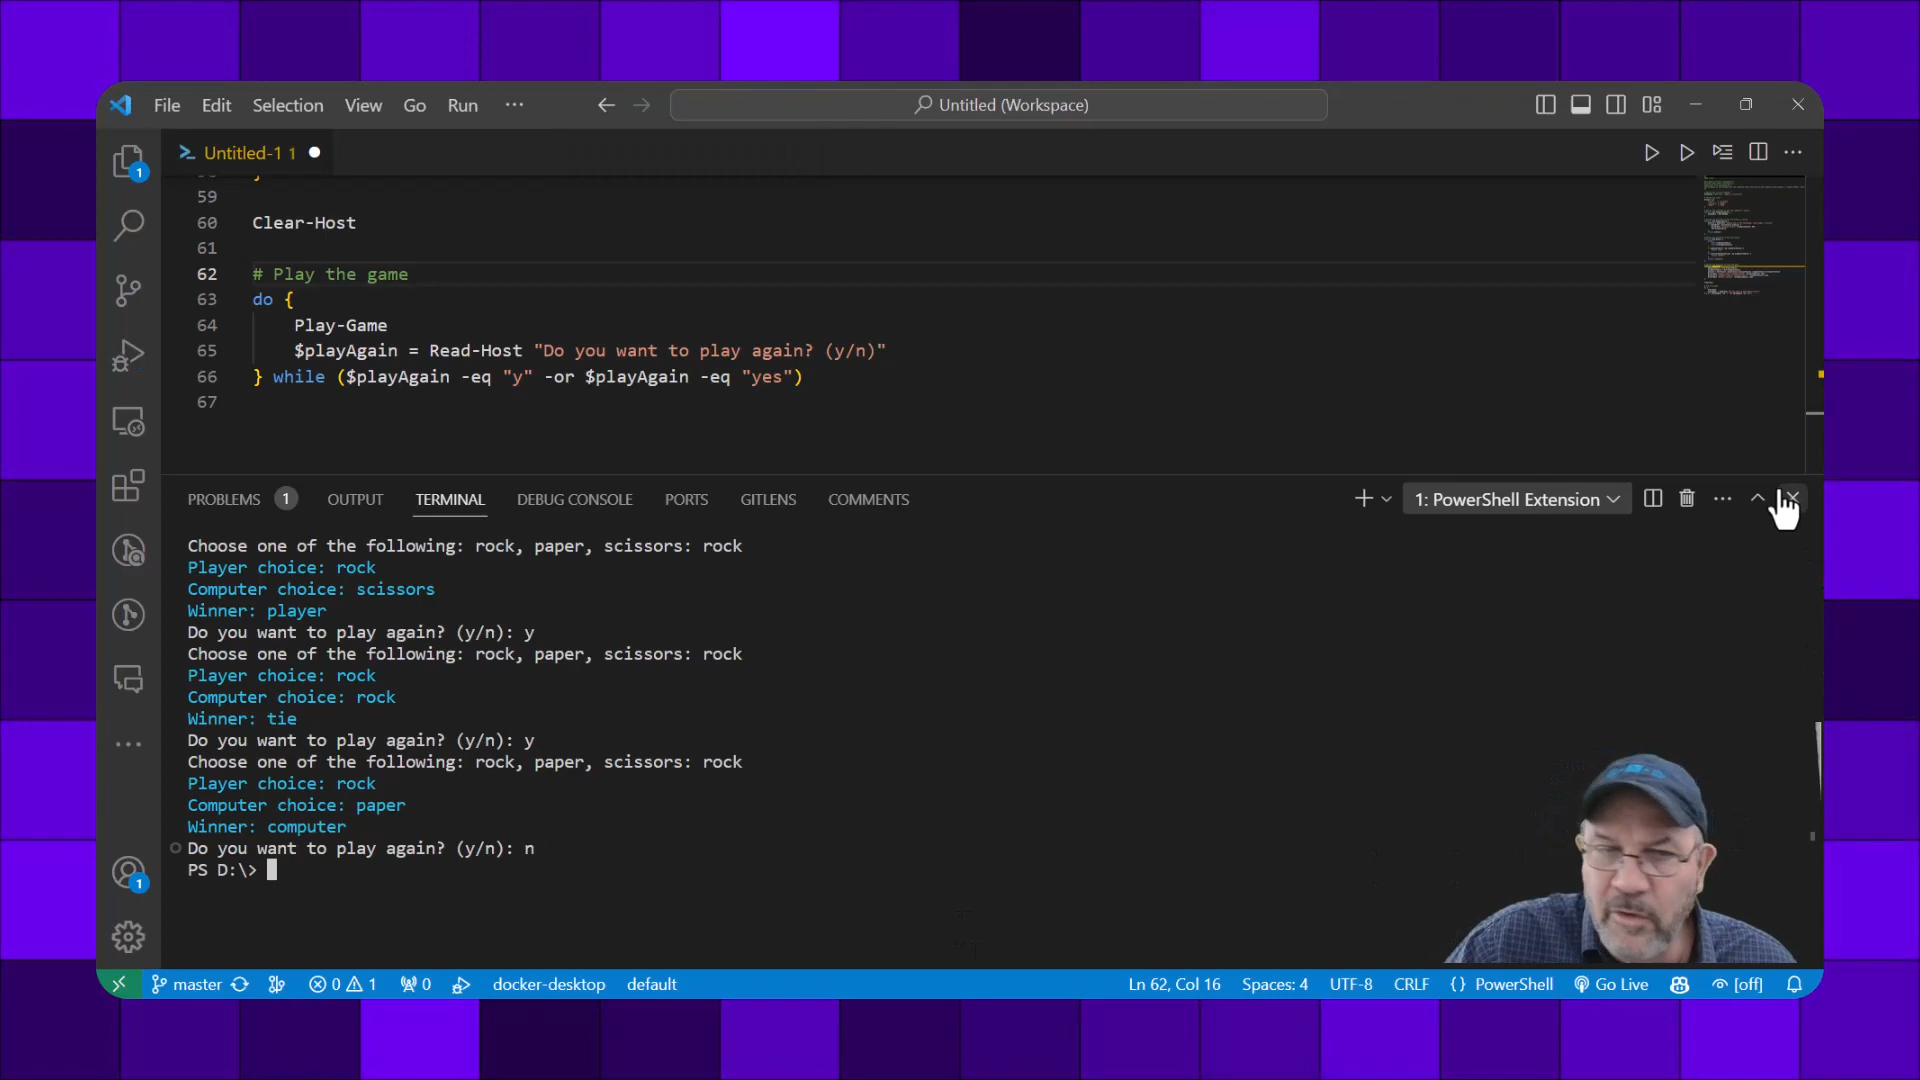 File Edit Selection View Go Run ···
Untitled (Workspace)
Untitled-1 1
59
60 Clear-Host
61
62 # Play the game
63 do {
64 Play-Game
65 $playAgain = Read-Host "Do you want to play again? (y/n)"
66 } while ($playAgain -eq "y" -or $playAgain -eq "yes")
67
PROBLEMS 1 OUTPUT TERMINAL DEBUG CONSOLE PORTS GITLENS COMMENTS
1: PowerShell Extension
Choose one of the following: rock, paper, scissors: rock
Player choice: rock
Computer choice: scissors
Winner: player
Do you want to play again? (y/n): y
Choose one of the following: rock, paper, scissors: rock
Player choice: rock
Computer choice: rock
Winner: tie
Do you want to play again? (y/n): y
Choose one of the following: rock, paper, scissors: rock
Player choice: rock
Computer choice: paper
Winner: computer
Do you want to play again? (y/n): n
PS D:\>
1
1
master 0 1 0 docker-desktop default
Ln 62, Col 16 Spaces: 4 UTF-8 CRLF {} PowerShell Go Live [off]